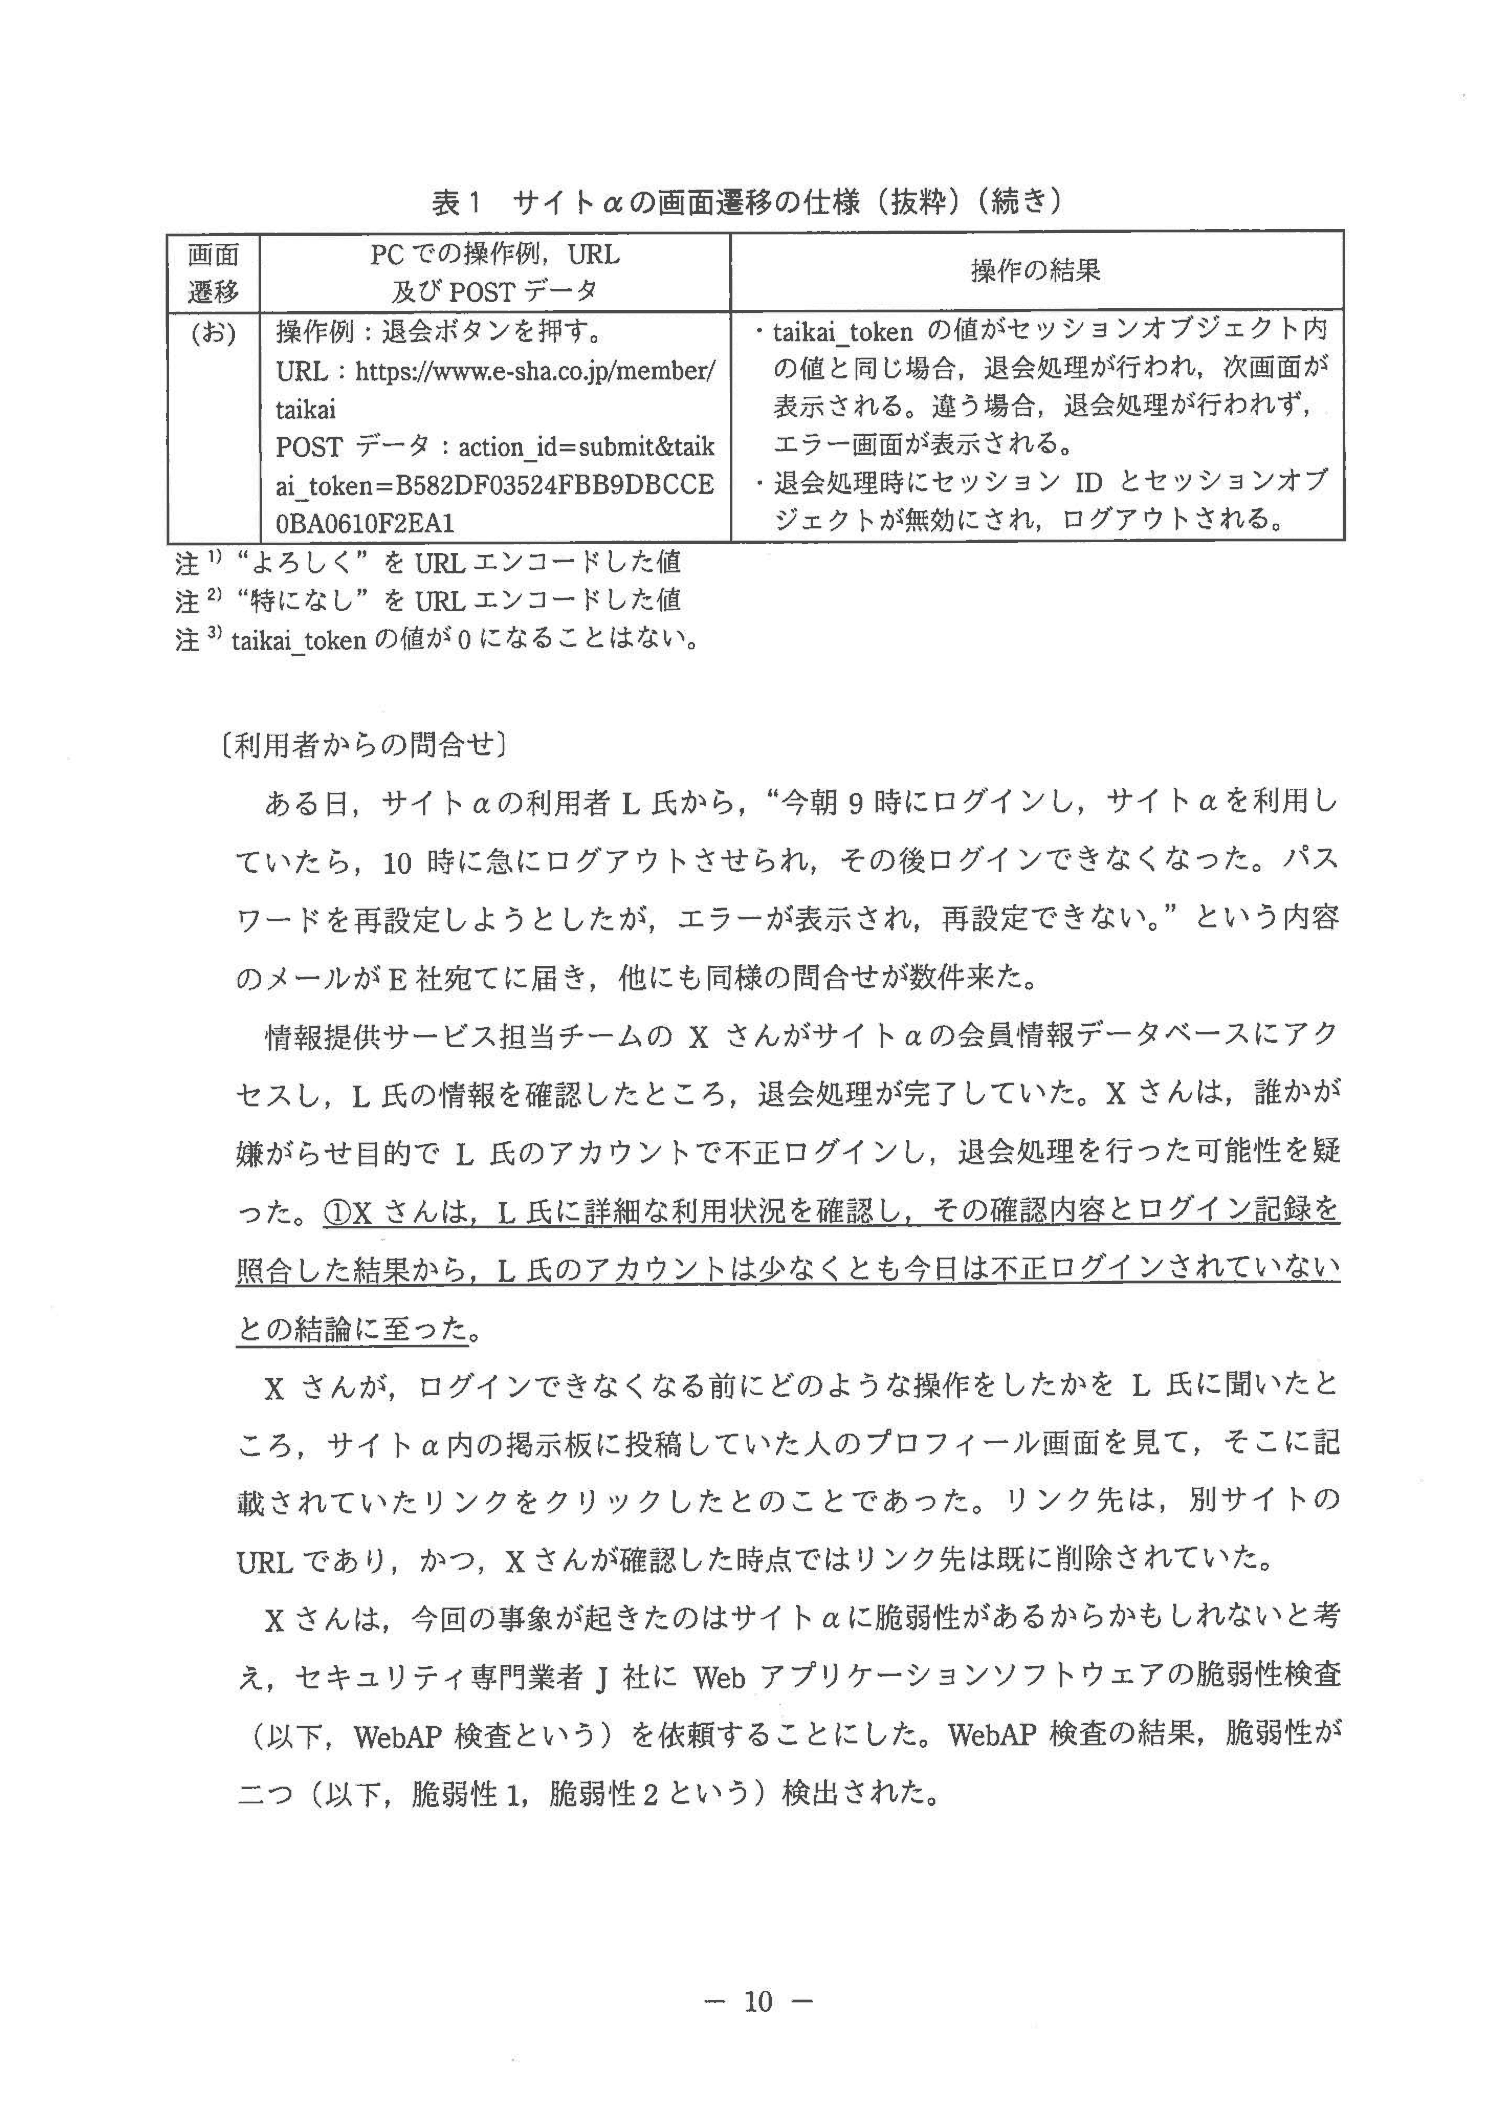 表1 サイトαの画面遷移の仕様（抜粋）（続き）
画面
遷移
PC での操作例，URL
及び POST データ
操作の結果
(お)
操作例：退会ボタンを押す。
URL：https://www.e-sha.co.jp/member/
taikai
POST データ：action_id=submit&taik
ai_token=B582DF03524FBB9DBCCE
0BA0610F2EA1
・taikai_token の値がセッションオブジェクト内
の値と同じ場合，退会処理が行われ，次画面が
表示される。違う場合，退会処理が行われず，
エラー画面が表示される。
・退会処理時にセッション ID とセッションオブ
ジェクトが無効にされ，ログアウトされる。
注1) “よろしく” を URL エンコードした値
注2) “特になし” を URL エンコードした値
注3) taikai_token の値が 0 になることはない。
〔利用者からの問合せ〕
ある日，サイトαの利用者 L 氏から，“今朝 9 時にログインし，サイトαを利用し
ていたら，10 時に急にログアウトさせられ，その後ログインできなくなった。パス
ワードを再設定しようとしたが，エラーが表示され，再設定できない。” という内容
のメールが E 社宛てに届き，他にも同様の問合せが数件来た。
情報提供サービス担当チームの X さんがサイトαの会員情報データベースにアク
セスし，L 氏の情報を確認したところ，退会処理が完了していた。X さんは，誰かが
嫌がらせ目的で L 氏のアカウントで不正ログインし，退会処理を行った可能性を疑
った。①X さんは，L 氏に詳細な利用状況を確認し，その確認内容とログイン記録を
照合した結果から，L 氏のアカウントは少なくとも今日は不正ログインされていない
との結論に至った。
X さんが，ログインできなくなる前にどのような操作をしたかを L 氏に聞いたと
ころ，サイトα内の掲示板に投稿していた人のプロフィール画面を見て，そこに記
載されていたリンクをクリックしたとのことであった。リンク先は，別サイトの
URL であり，かつ，X さんが確認した時点ではリンク先は既に削除されていた。
X さんは，今回の事象が起きたのはサイトαに脆弱性があるからかもしれないと考
え，セキュリティ専門業者 J 社に Web アプリケーションソフトウェアの脆弱性検査
（以下，WebAP 検査という）を依頼することにした。WebAP 検査の結果，脆弱性が
二つ（以下，脆弱性 1，脆弱性 2 という）検出された。
－ 10 －